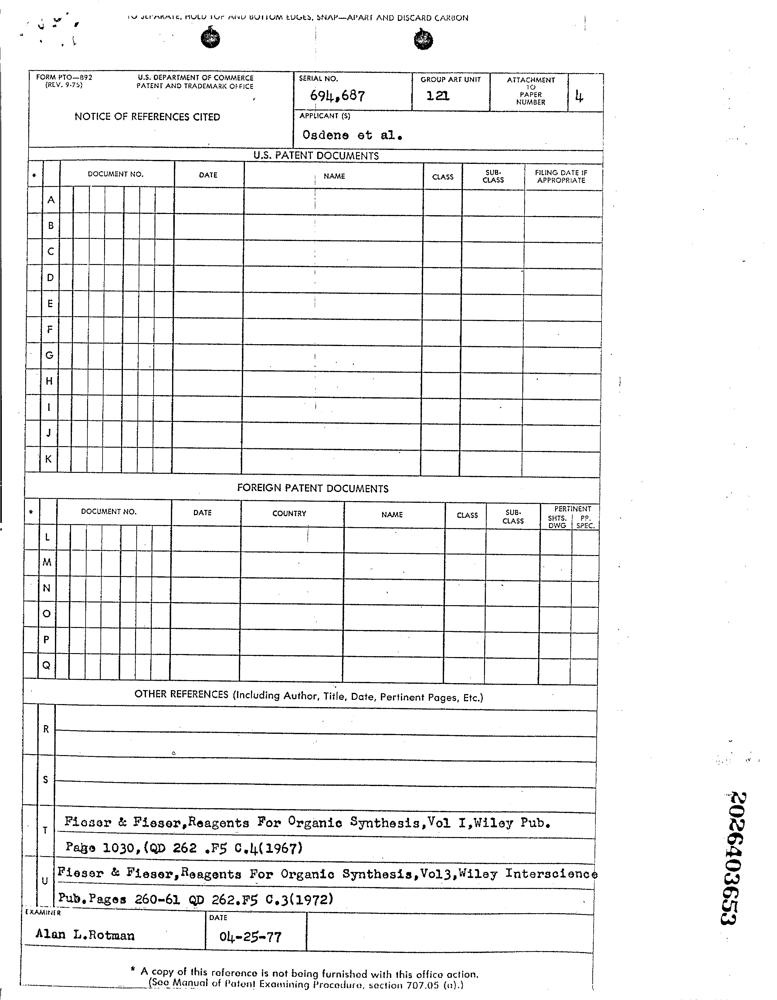 TO SEPARATE, HOLD TOP AND BOTTOM EDGES, SNAP—APART AND DISCARD CARBON
FORM PTO—892
(REV. 9-75)
U.S. DEPARTMENT OF COMMERCE
PATENT AND TRADEMARK OFFICE
NOTICE OF REFERENCES CITED
SERIAL NO.
694,687
GROUP ART UNIT
121
ATTACHMENT
TO
PAPER
NUMBER
4
APPLICANT (S)
Osdene et al.
U.S. PATENT DOCUMENTS
* DOCUMENT NO. DATE NAME CLASS SUB-CLASS FILING DATE IF APPROPRIATE
A
B
C
D
E
F
G
H
I
J
K
FOREIGN PATENT DOCUMENTS
* DOCUMENT NO. DATE COUNTRY NAME CLASS SUB-CLASS PERTINENT SHTS. DWG PP. SPEC.
L
M
N
O
P
Q
OTHER REFERENCES (Including Author, Title, Date, Pertinent Pages, Etc.)
R
S
T
Fieser & Fieser,Reagents For Organic Synthesis,Vol I,Wiley Pub.
Page 1030,(QD 262 .F5 C.4(1967)
U
Fieser & Fieser,Reagents For Organic Synthesis,Vol3,Wiley Interscience
Pub.Pages 260-61 QD 262.F5 C.3(1972)
EXAMINER
Alan L.Rotman
DATE
04-25-77
* A copy of this reference is not being furnished with this office action.
(See Manual of Patent Examining Procedure, section 707.05 (a).)
2026403653